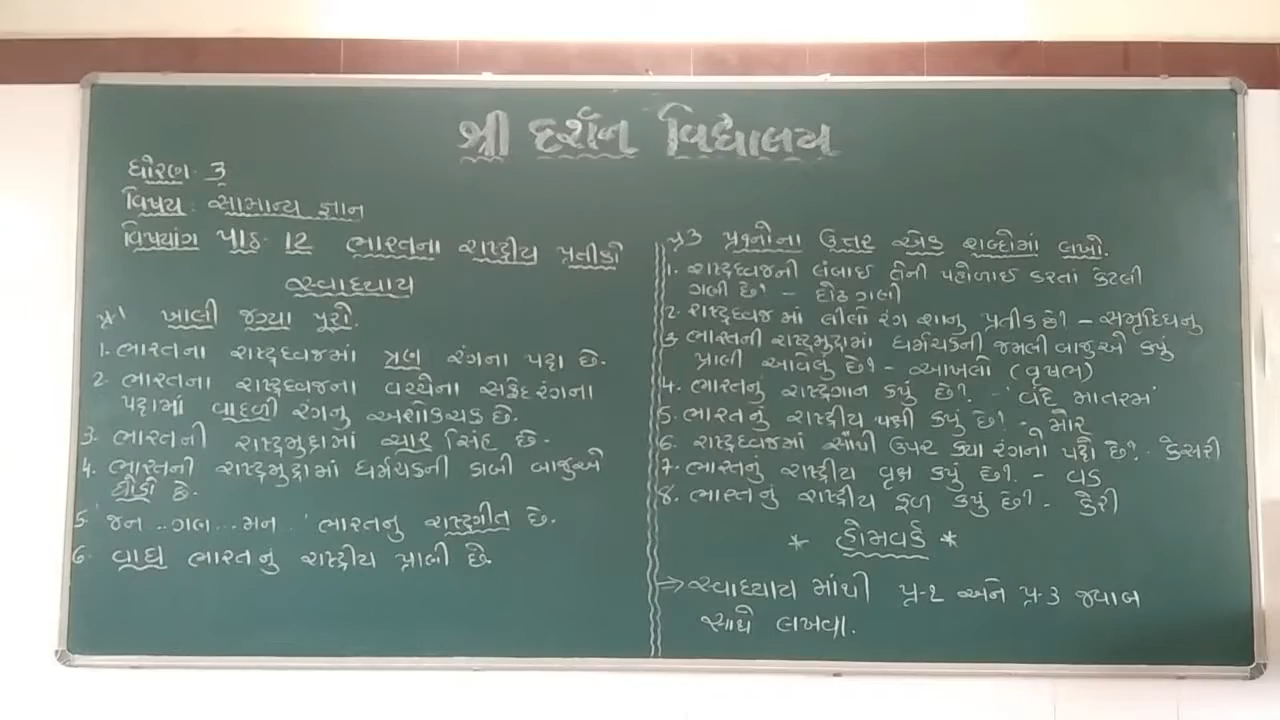 શ્રી દર્શન વિદ્યાલય
ધોરણ 3
વિષય સામાન્ય જ્ઞાન
વિષયાંગ પાઠ 12 ભારતના રાષ્ટ્રીય પ્રતીકો
સ્વાધ્યાય
પ્ર૧ ખાલી જગ્યા પૂરો.
1. ભારતના રાષ્ટ્રધ્વજમાં ત્રણ રંગના પટ્ટા છે.
2. ભારતના રાષ્ટ્રધ્વજના વચ્ચેના સફેદ રંગના
પટ્ટામાં વાદળી રંગનુ અશોકચક્ર છે.
3. ભારતની રાષ્ટ્રમુદ્રામાં ચાર સિંહ છે.
4. ભારતની રાષ્ટ્રમુદ્રામાં ધર્મચક્રની ડાબી બાજુએ
ઘોડો છે.
5. 'જન..ગણ...મન' ભારતનુ રાષ્ટ્રગીત છે.
6. વાઘ ભારતનું રાષ્ટ્રીય પ્રાણી છે.
પ્ર૩ પ્રશ્નોના ઉત્તર એક શબ્દોમાં લખો.
1. રાષ્ટ્રધ્વજની લંબાઈ તેની પહોળાઈ કરતાં કેટલી
ગણી છે? - દોઢ ગણી
2. રાષ્ટ્રધ્વજમાં લીલો રંગ શાનુ પ્રતીક છે? - સમૃદ્ધિનુ
3. ભારતની રાષ્ટ્રમુદ્રામાં ધર્મચક્રની જમણી બાજુએ કયું
પ્રાણી આવેલું છે? - આખલો (વૃષભ)
4. ભારતનું રાષ્ટ્રગાન કયું છે? - 'વંદે માતરમ'
5. ભારતનું રાષ્ટ્રીય પક્ષી કયું છે? - મોર
6. રાષ્ટ્રધ્વજમાં સૌથી ઉપર કયા રંગનો પટ્ટો છે? - કેસરી
7. ભારતનું રાષ્ટ્રીય વૃક્ષ કયું છે? - વડ
8. ભારતનું રાષ્ટ્રીય ફળ કયું છે? - કેરી
* હોમવર્ક *
⇒ સ્વાધ્યાય માંથી પ્ર-૨ અને પ્ર-3 જવાબ
સાથે લખવા.